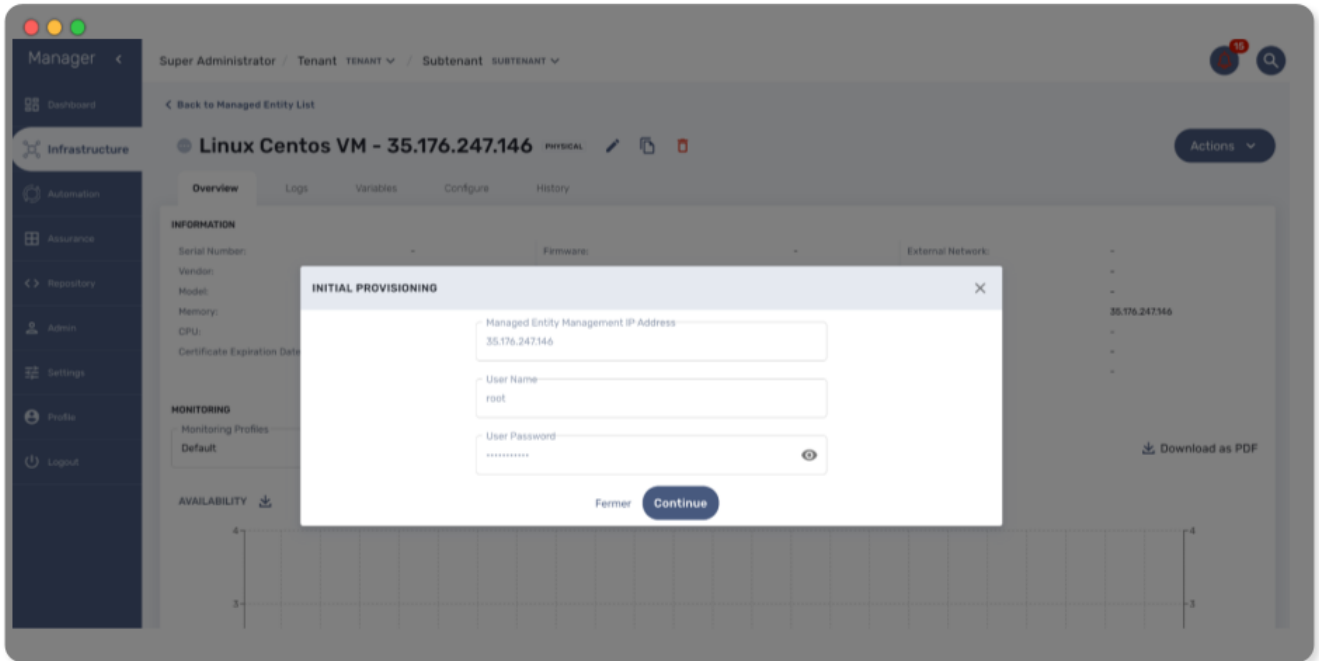 15
Manager
Super Administrator / Tenant TENANT / Subtenant SUBTENANT
Dashboard
Back to Managed Entity List
Infrastructure
Linux Centos VM - 35.176.247.146 PHYSICAL
Actions
Automation
Overview Logs Variables Configure History
Assurance
INFORMATION
Serial Number: - Firmware: - External Network: -
Vendor: -
Repository
Model: -
INITIAL PROVISIONING
Memory: 35.176.247.146
Admin
CPU: -
Managed Entity Management IP Address
35.176.247.146
Certificate Expiration Date -
Settings
-
User Name
root
Profile
MONITORING
Monitoring Profiles
Default
User Password
•••••••••••
Download as PDF
Logout
AVAILABILITY
Fermer Continue
4 4
3 3